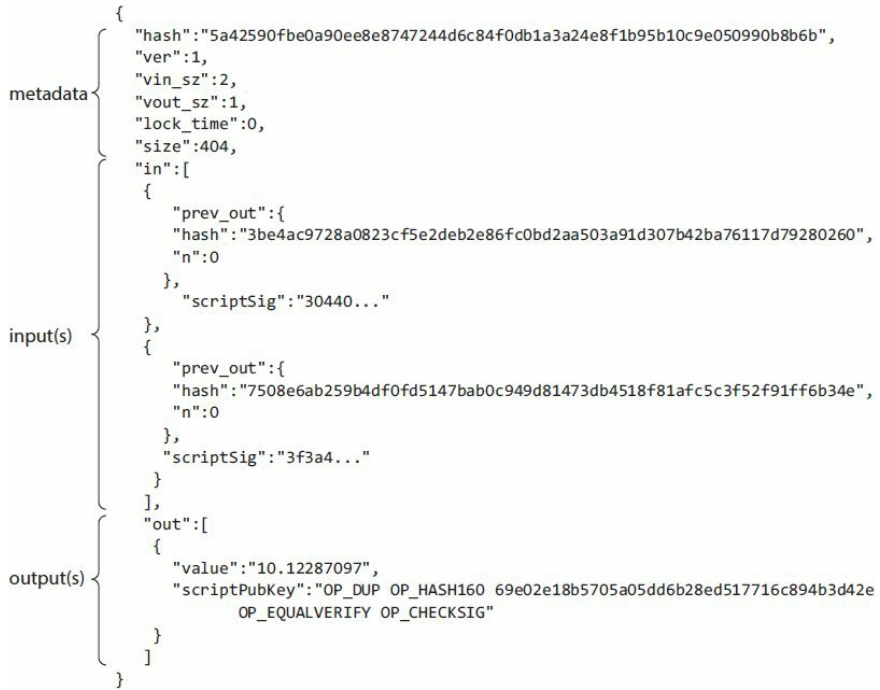 {
"hash":"5a42590fbe0a90ee8e8747244d6c84f0db1a3a24e8f1b95b10c9e050990b8b6b",
"ver":1,
"vin_sz":2,
metadata
"vout_sz":1,
"lock_time":0,
"size":404,
"in":[
{
"prev_out":{
"hash":"3be4ac9728a0823cf5e2deb2e86fc0bd2aa503a91d307b42ba76117d79280260",
"n":0
},
"scriptSig":"30440..."
},
input(s)
{
"prev_out":{
"hash":"7508e6ab259b4df0fd5147bab0c949d81473db4518f81afc5c3f52f91ff6b34e",
"n":0
},
"scriptSig":"3f3a4..."
}
],
"out":[
{
"value":"10.12287097",
output(s)
"scriptPubKey":"OP_DUP OP_HASH160 69e02e18b5705a05dd6b28ed517716c894b3d42e
OP_EQUALVERIFY OP_CHECKSIG"
}
]
}